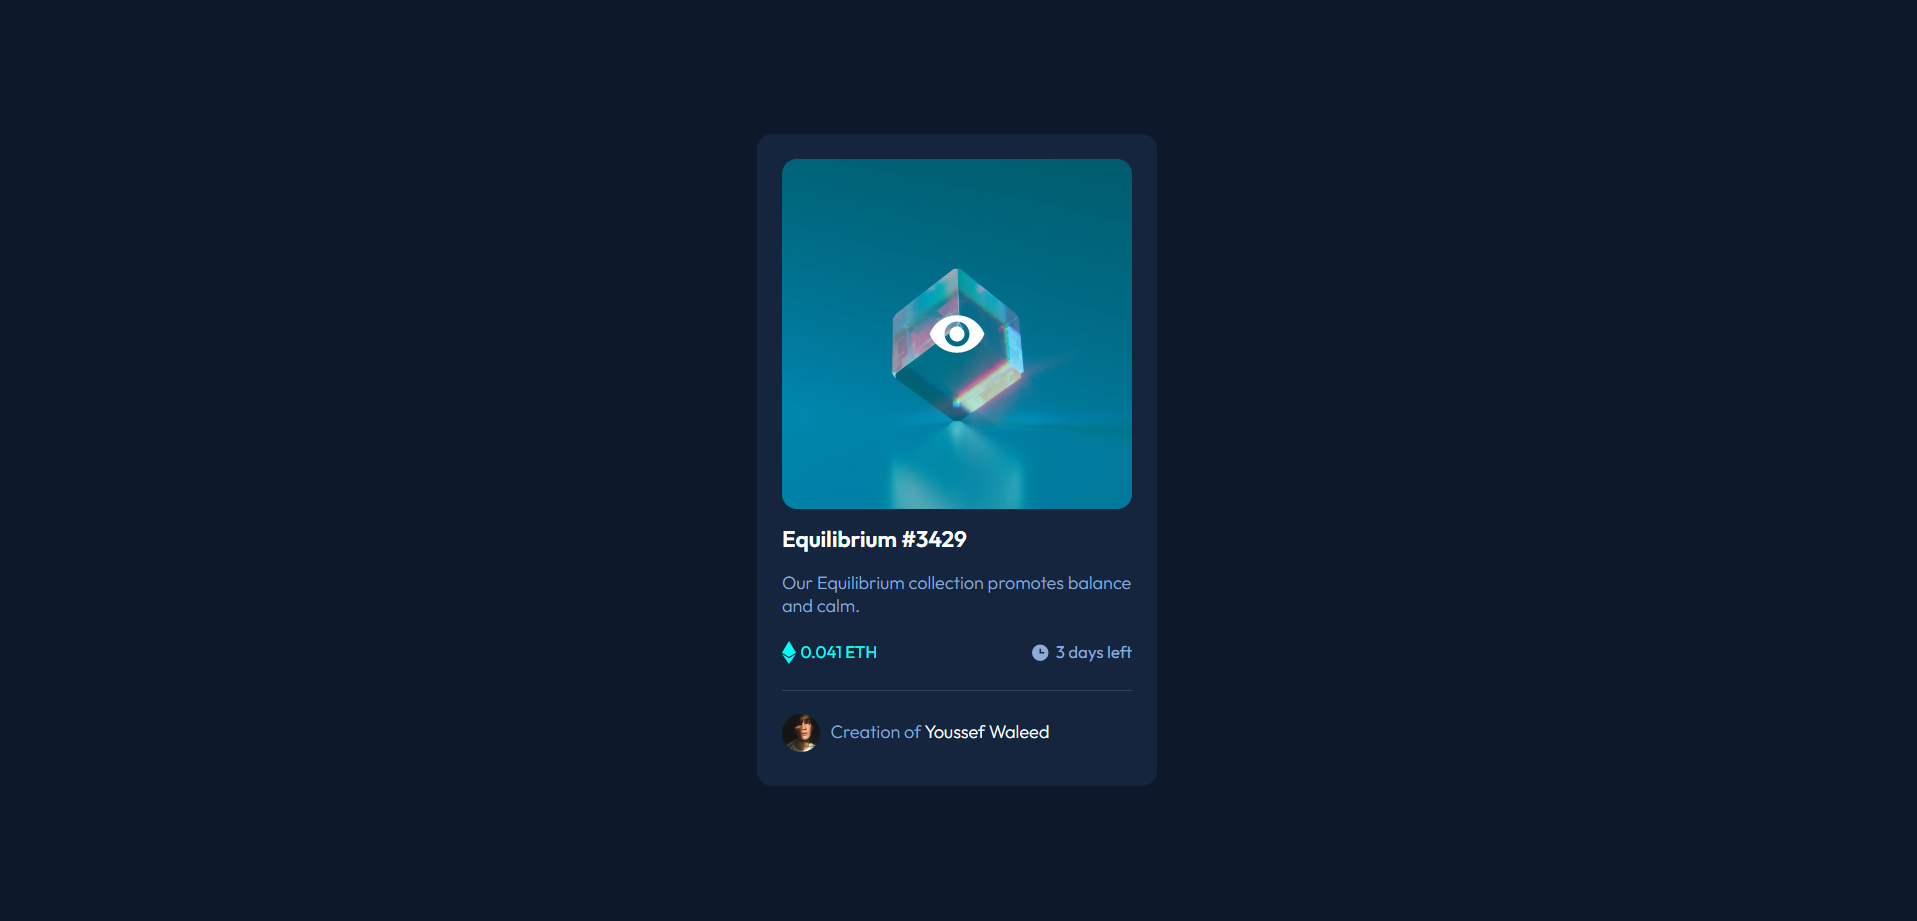 Equilibrium #3429
Our Equilibrium collection promotes balance
and calm.
0.041 ETH
3 days left
Creation of Youssef Waleed